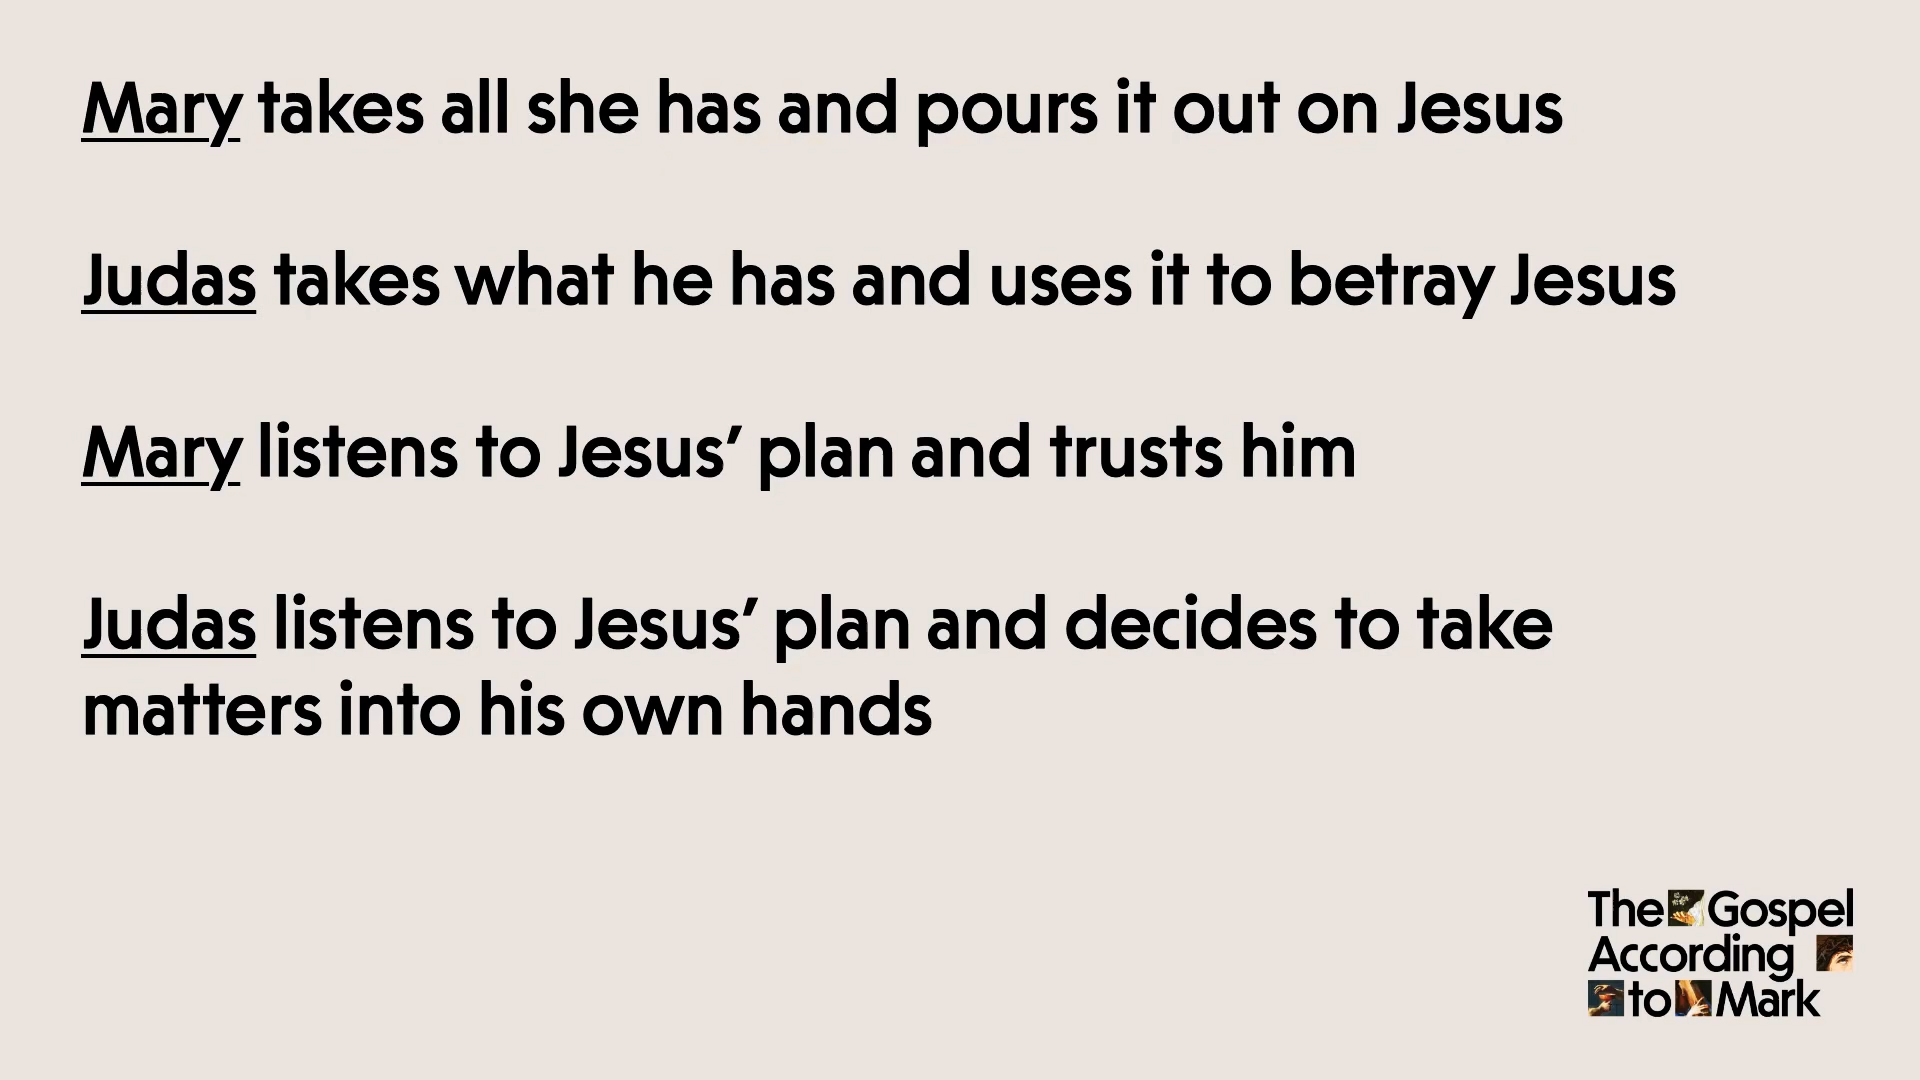 Mary takes all she has and pours it out on Jesus
Judas takes what he has and uses it to betray Jesus
Mary listens to Jesus’ plan and trusts him
Judas listens to Jesus’ plan and decides to take
matters into his own hands
The Gospel
According
to Mark